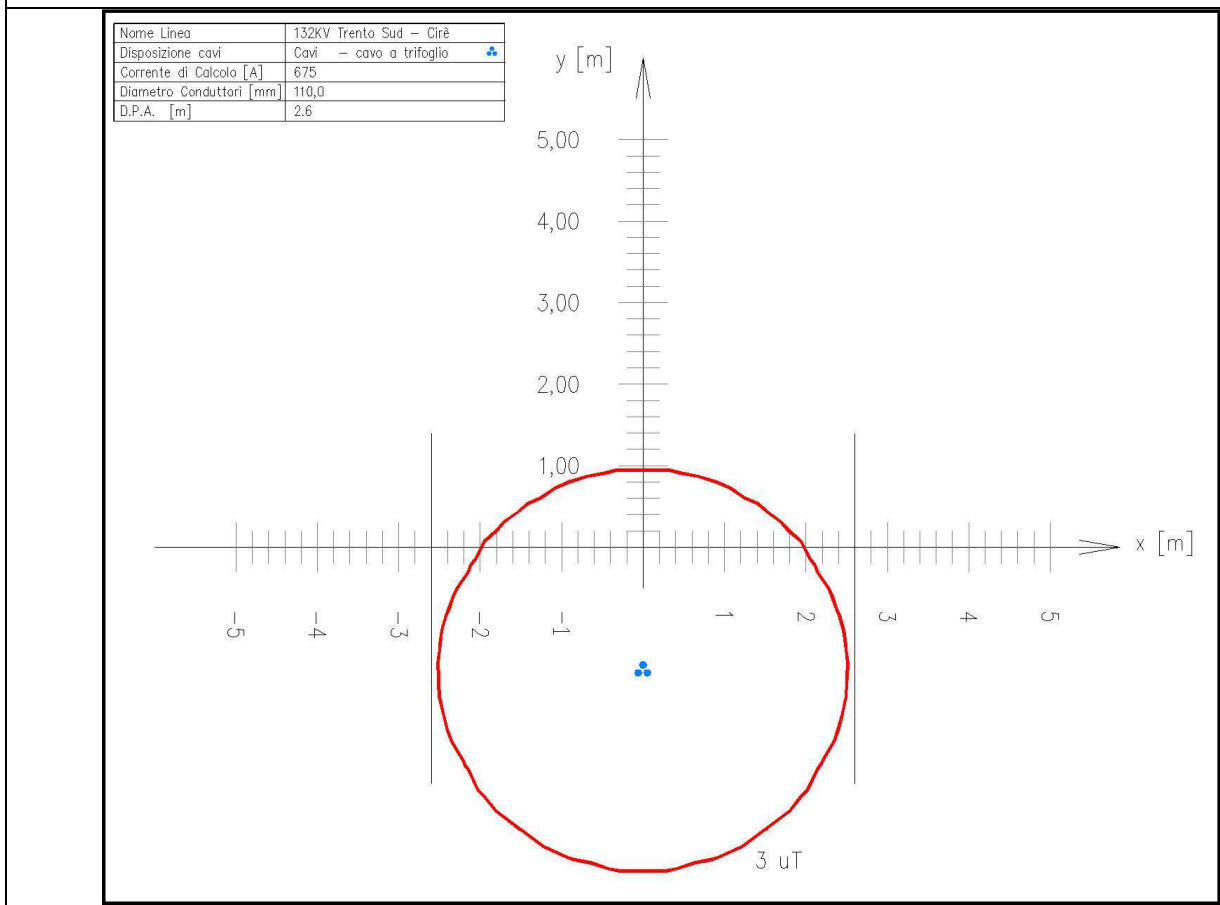 Nome Linea 132KV Trento Sud – Cirè
Disposizione cavi Cavi – cavo a trifoglio
Corrente di Calcolo [A] 675
Diametro Conduttori [mm] 110,0
D.P.A. [m] 2.6
y [m]
5,00
4,00
3,00
2,00
1,00
x [m]
-5 -4 -3 -2 -1 1 2 3 4 5
3 uT